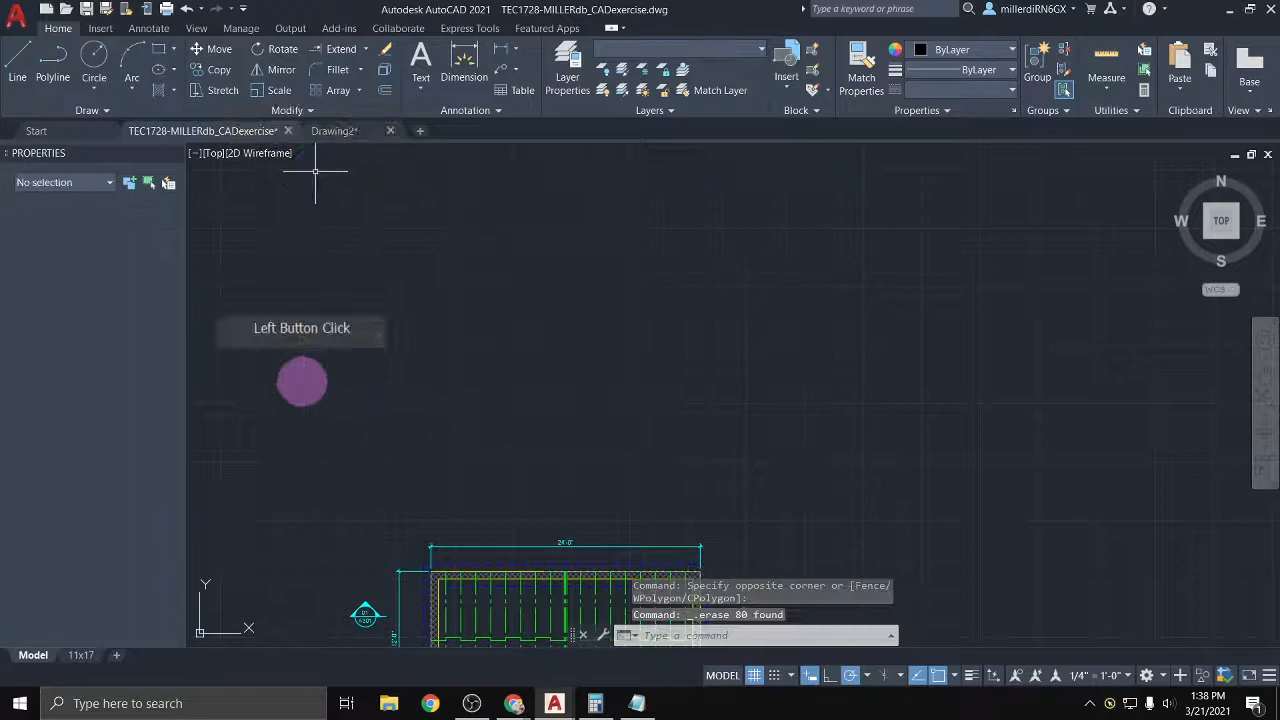 Autodesk AutoCAD 2021 TEC1728-MILLERdb_CADexercise.dwg
Type a keyword or phrase
millerdiRN6GX
Home Insert Annotate View Manage Output Add-ins Collaborate Express Tools Featured Apps
Line
Polyline
Circle
Arc
Move
Rotate
Extend
Copy
Mirror
Fillet
Stretch
Scale
Array
Text
Dimension
Table
Layer
Properties
Match Layer
Insert
Match
Properties
ByLayer
ByLayer
Group
Measure
Paste
Base
Draw
Modify
Annotation
Layers
Block
Properties
Groups
Utilities
Clipboard
View
Start
TEC1728-MILLERdb_CADexercise*
Drawing2*
PROPERTIES
[−][Top][2D Wireframe]
No selection
N
W
TOP
E
S
WCS
Left Button Click
24'-0"
12'-0"
Y
X
Command: Specify opposite corner or [Fence/
WPolygon/CPolygon]:
Command: _.erase 80 found
Type a command
Model
11x17
MODEL
1/4" = 1'-0"
Type here to search
1:38 PM
3/21/2021